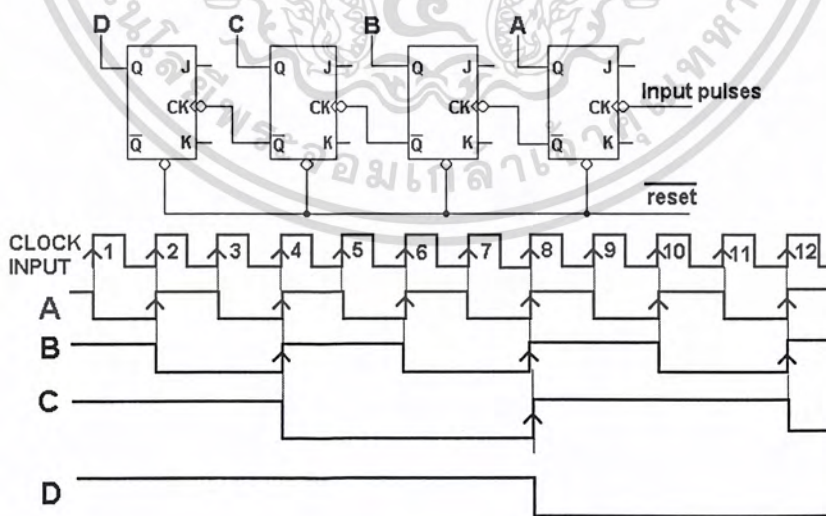 D C B A
Q J Q J Q J Q J
CK CK CK CK Input pulses
Q̅ K Q̅ K Q̅ K Q̅ K
r̅e̅s̅e̅t̅
CLOCK INPUT 1 2 3 4 5 6 7 8 9 10 11 12
A
B
C
D